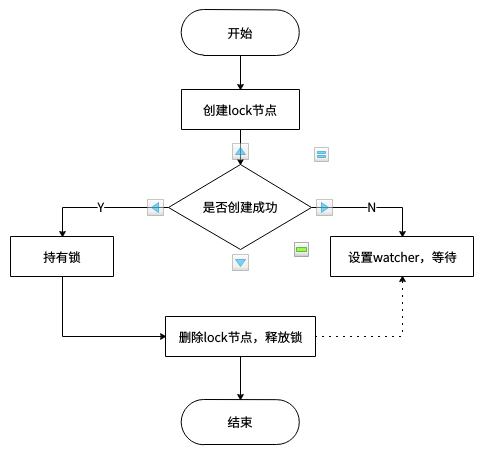 开始
创建lock节点
是否创建成功
Y
N
持有锁
设置watcher，等待
删除lock节点，释放锁
结束